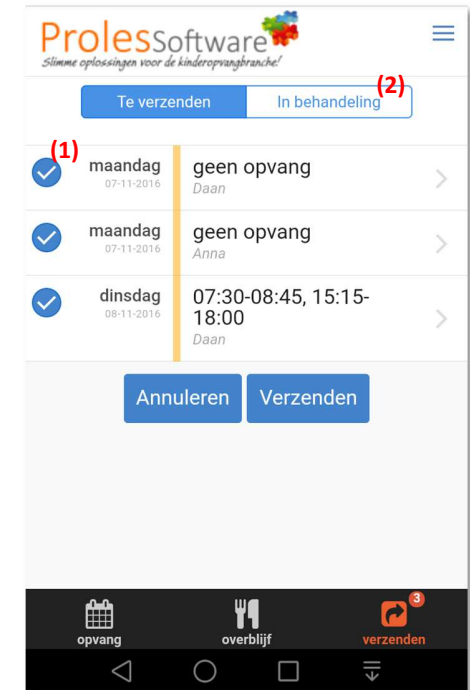 ProlesSoftware
Slimme oplossingen voor de kinderopvangbranche!
(2)
Te verzenden In behandeling
(1)
maandag geen opvang
07-11-2016 Daan
maandag geen opvang
07-11-2016 Anna
dinsdag 07:30-08:45, 15:15-
08-11-2016 18:00
Daan
Annuleren Verzenden
3
opvang overblijf verzenden